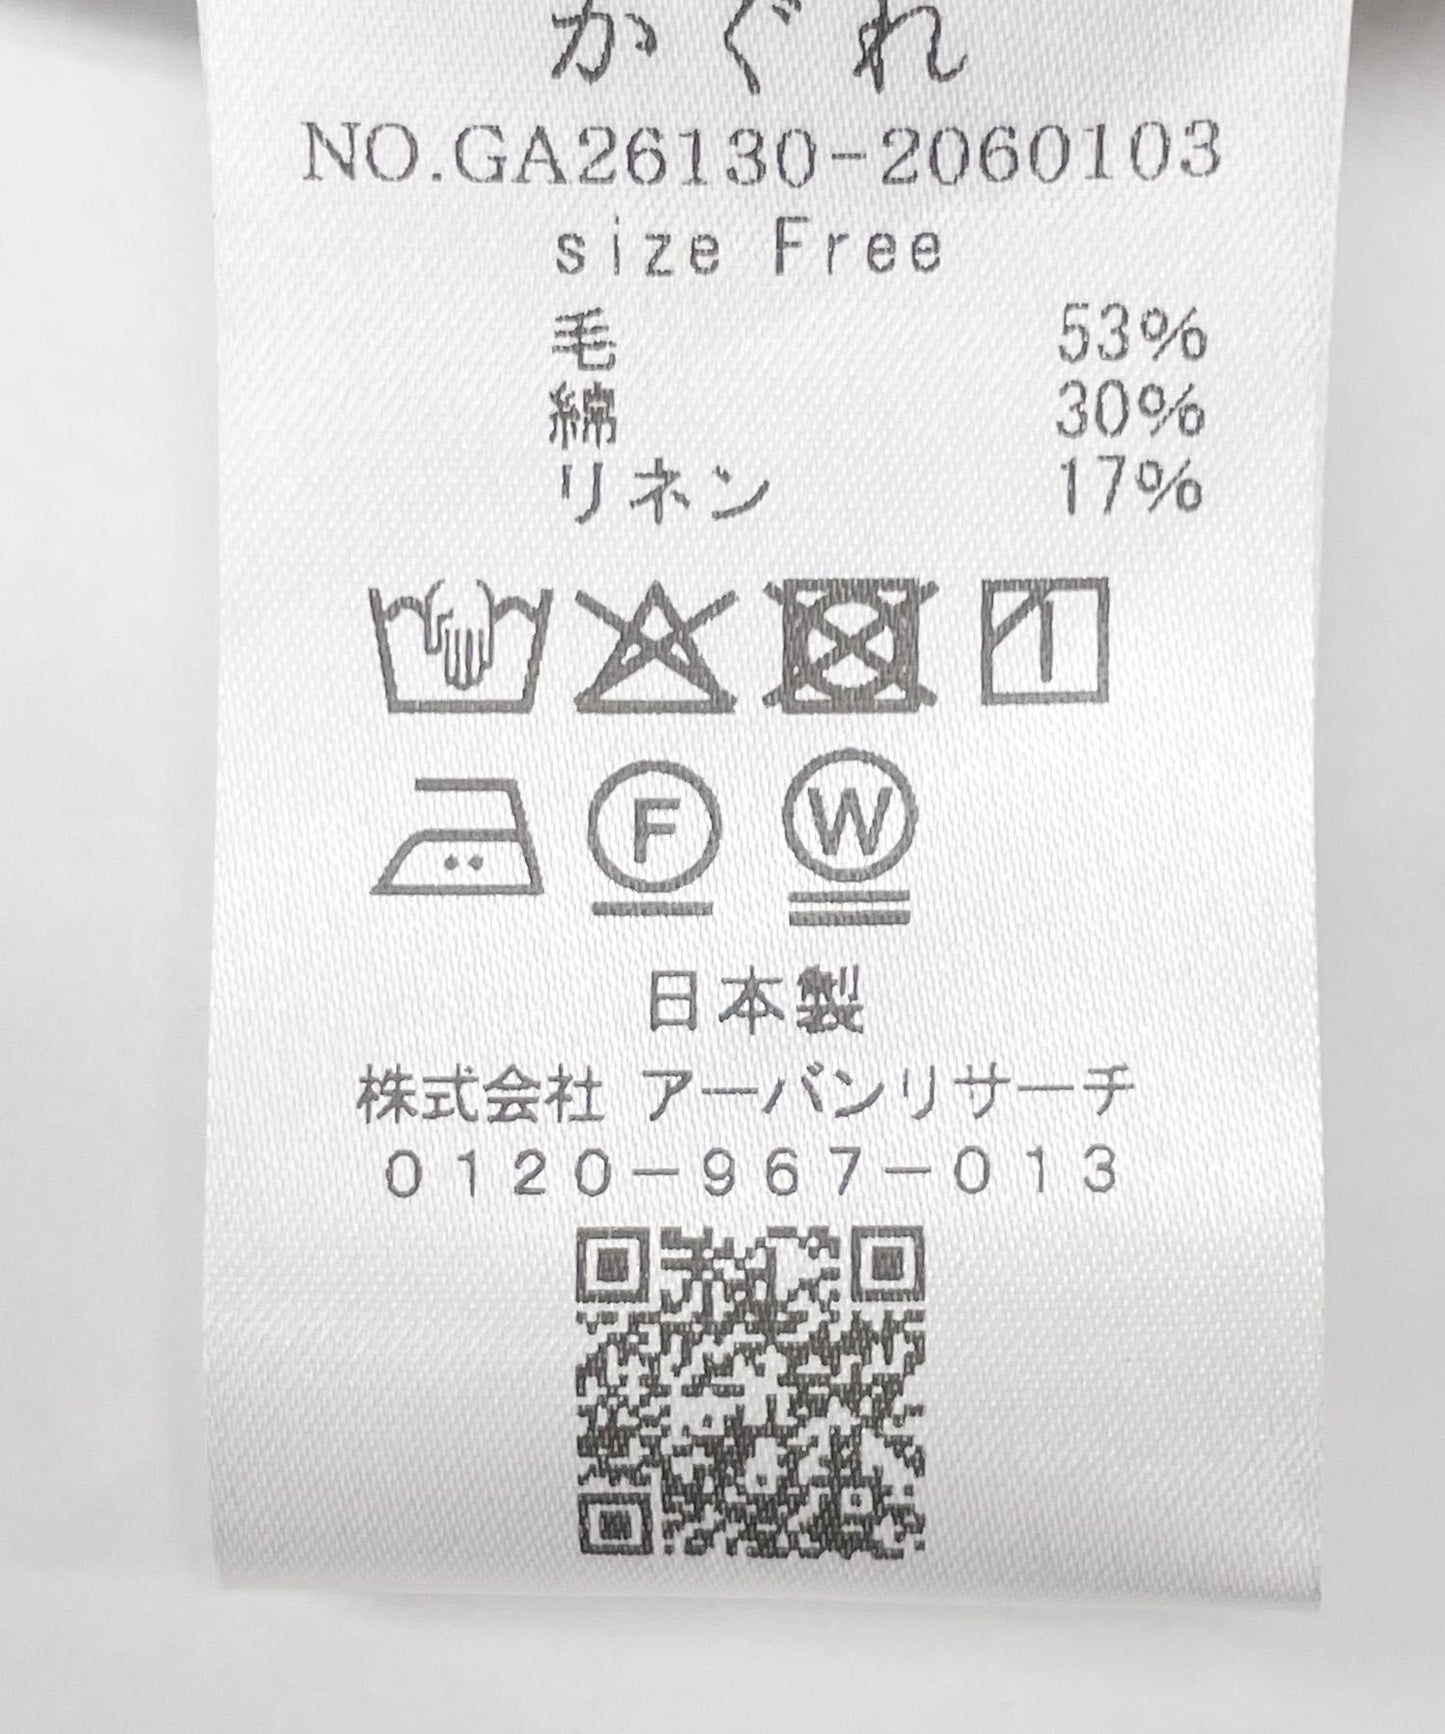 かぐれ
NO.GA26130-2060103
size Free
毛 53%
綿 30%
リネン 17%
F W
日本製
株式会社 アーバンリサーチ
0120-967-013